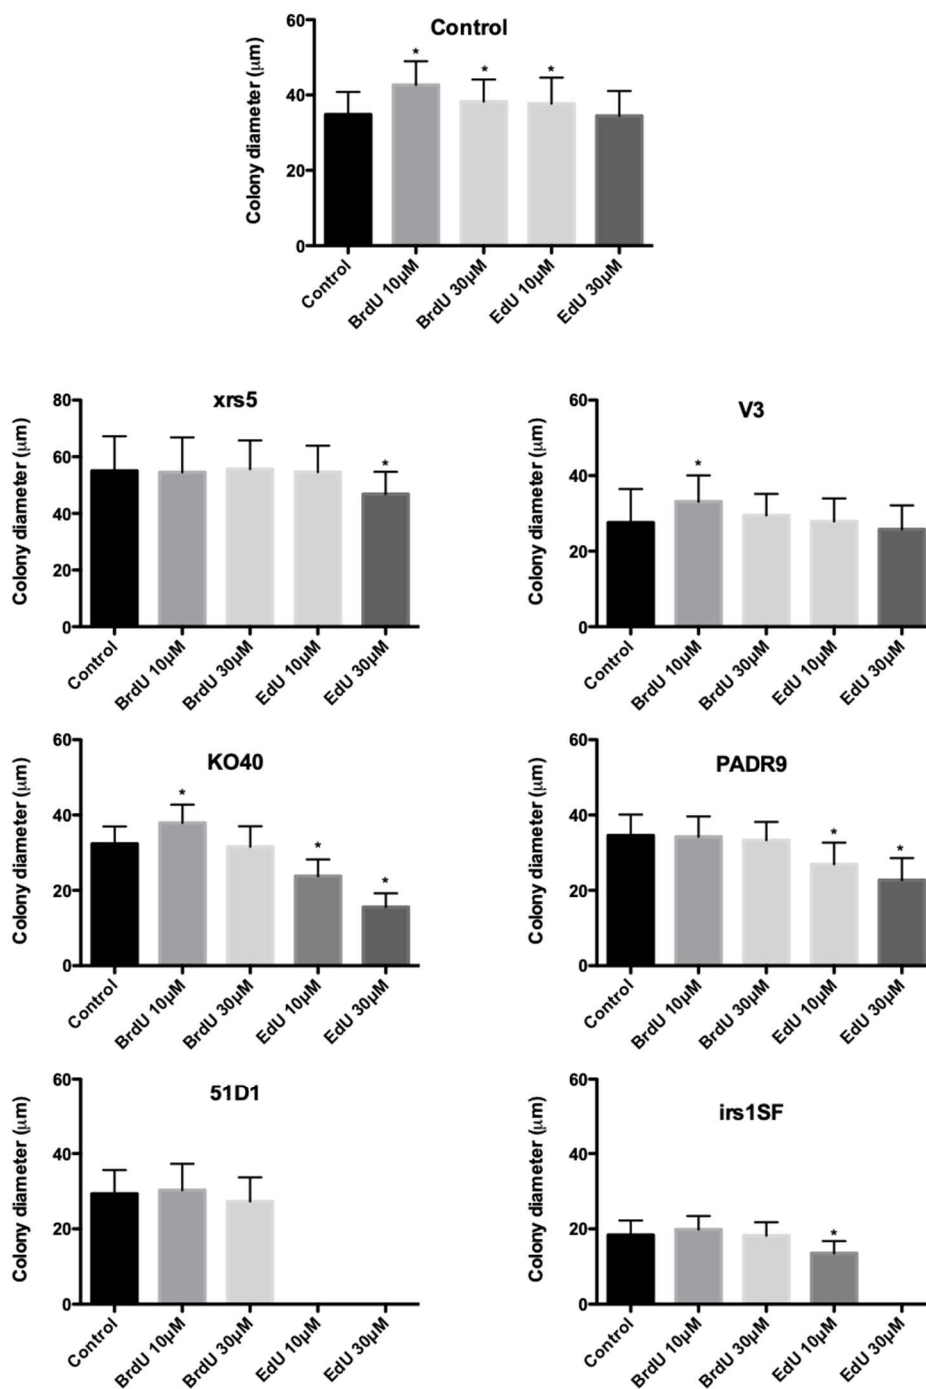 Control
Colony diameter (μm)
60
40
20
0
* * *
Control
BrdU 10μM
BrdU 30μM
EdU 10μM
EdU 30μM
xrs5
Colony diameter (μm)
80
60
40
20
0
*
Control
BrdU 10μM
BrdU 30μM
EdU 10μM
EdU 30μM
V3
Colony diameter (μm)
60
40
20
0
*
Control
BrdU 10μM
BrdU 30μM
EdU 10μM
EdU 30μM
KO40
Colony diameter (μm)
60
40
20
0
* * *
Control
BrdU 10μM
BrdU 30μM
EdU 10μM
EdU 30μM
PADR9
Colony diameter (μm)
60
40
20
0
* *
Control
BrdU 10μM
BrdU 30μM
EdU 10μM
EdU 30μM
51D1
Colony diameter (μm)
60
40
20
0
Control
BrdU 10μM
BrdU 30μM
EdU 10μM
EdU 30μM
irs1SF
Colony diameter (μm)
60
40
20
0
*
Control
BrdU 10μM
BrdU 30μM
EdU 10μM
EdU 30μM